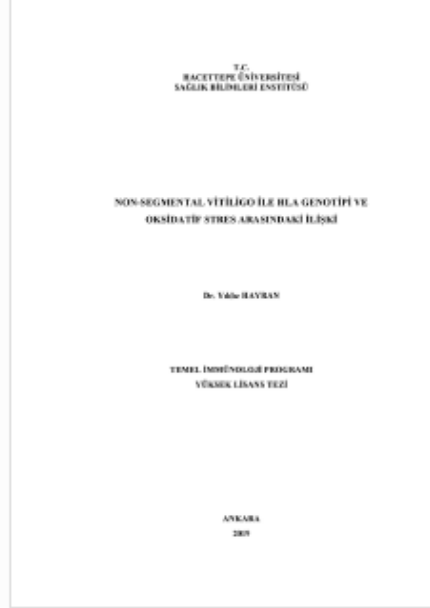 T.C.
HACETTEPE ÜNİVERSİTESİ
SAĞLIK BİLİMLERİ ENSTİTÜSÜ
NON-SEGMENTAL VİTİLİGO İLE HLA GENOTİPİ VE
OKSİDATİF STRES ARASINDAKİ İLİŞKİ
Dr. Yıldız HAYRAN
TEMEL İMMÜNOLOJİ PROGRAMI
YÜKSEK LİSANS TEZİ
ANKARA
2019